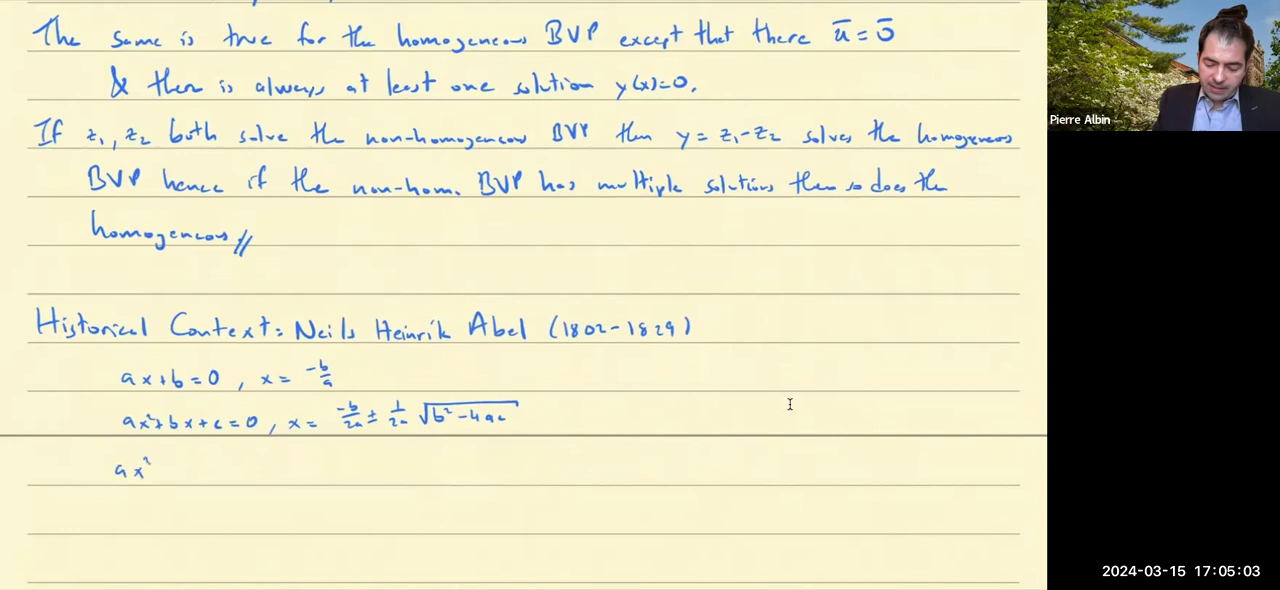 The same is true for the homogeneous BVP except that there u̅ = 0̅
& there is always at least one solution y(x)=0.
If z₁, z₂ both solve the non-homogeneous BVP then y = z₁-z₂ solves the homogeneous
BVP hence if the non-hom. BVP has multiple solutions then so does the
homogeneous //
Historical Context: Neils Heinrik Abel (1802-1829)
ax+b=0, x = -b/a
ax²+bx+c=0, x = -b/2a ± 1/2a √b²-4ac
ax²
Pierre Albin
2024-03-15 17:05:03